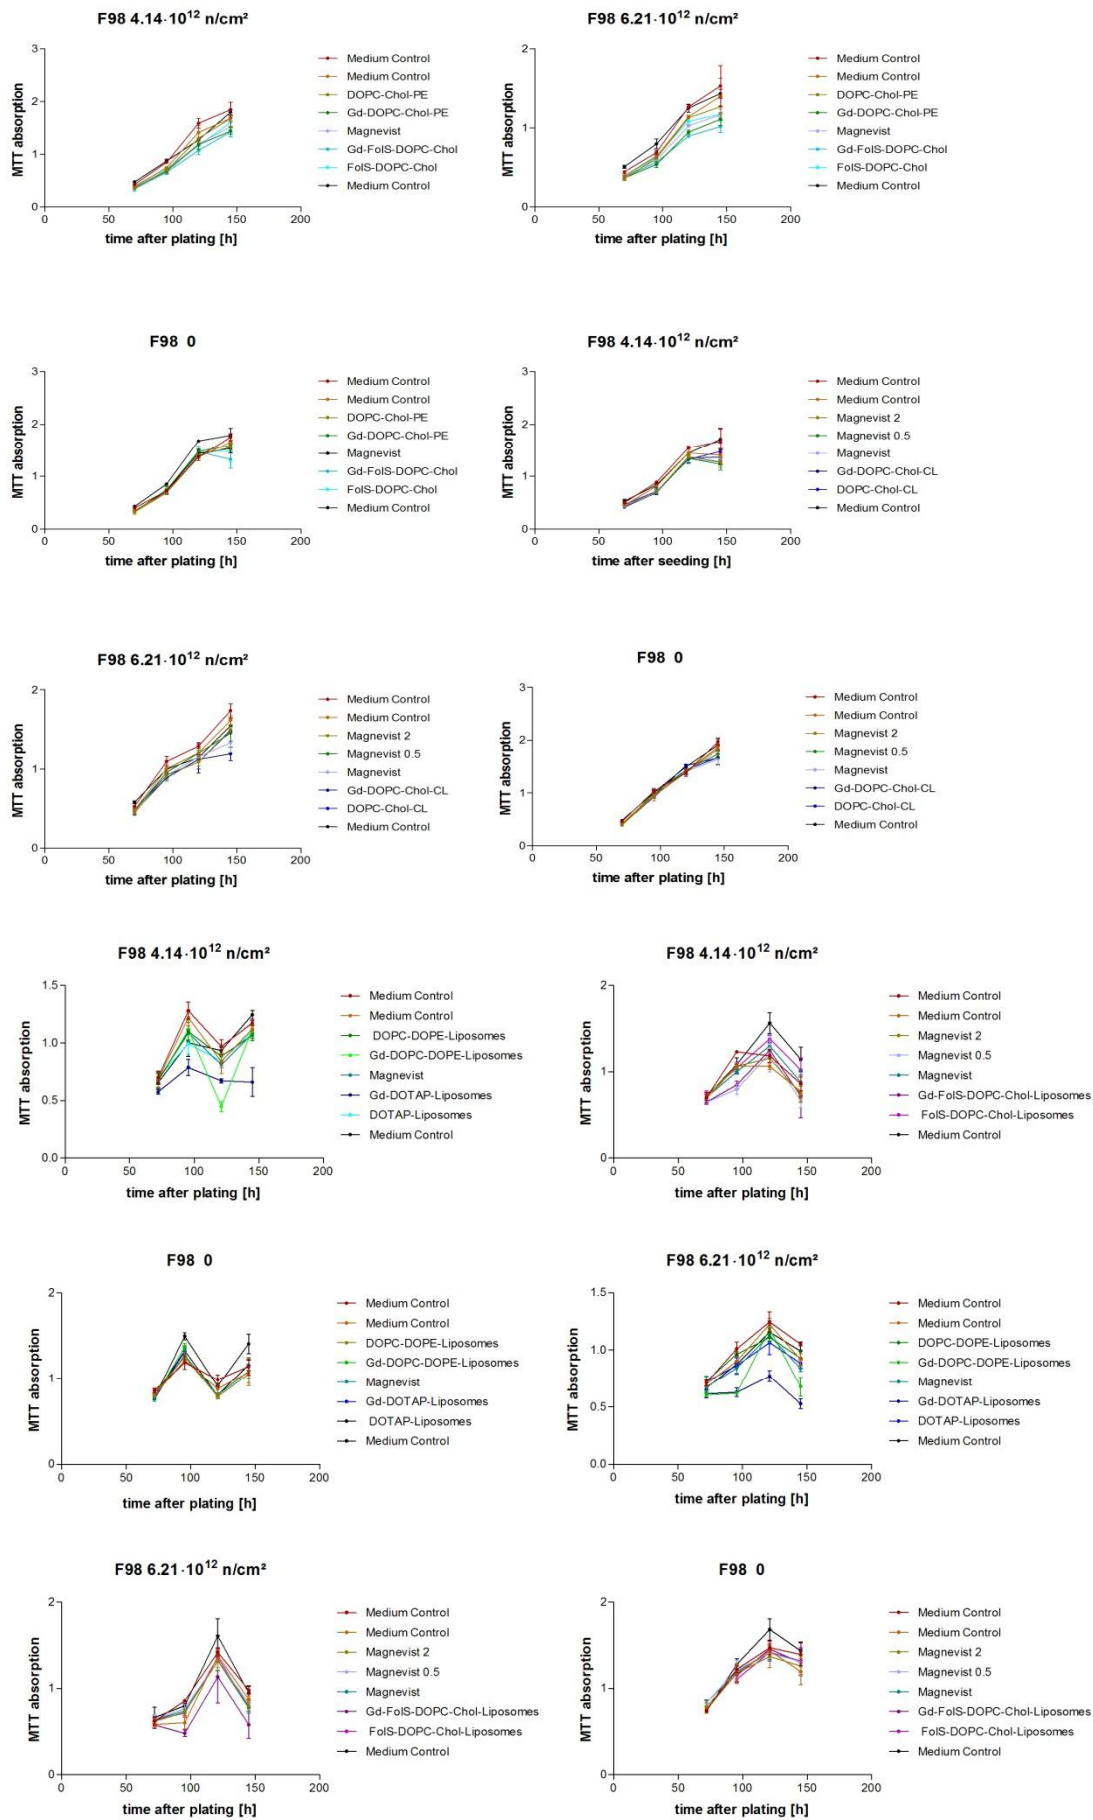 F98 4.14·10¹² n/cm²
3
2
1
0
0
50
100
150
200
MTT absorption
time after plating [h]
Medium Control
Medium Control
DOPC-Chol-PE
Gd-DOPC-Chol-PE
Magnevist
Gd-FolS-DOPC-Chol
FolS-DOPC-Chol
Medium Control
F98 6.21·10¹² n/cm²
2
1
0
0
50
100
150
200
MTT absorption
time after plating [h]
Medium Control
Medium Control
DOPC-Chol-PE
Gd-DOPC-Chol-PE
Magnevist
Gd-FolS-DOPC-Chol
FolS-DOPC-Chol
Medium Control
F98 0
3
2
1
0
0
50
100
150
200
MTT absorption
time after plating [h]
Medium Control
Medium Control
DOPC-Chol-PE
Gd-DOPC-Chol-PE
Magnevist
Gd-FolS-DOPC-Chol
FolS-DOPC-Chol
Medium Control
F98 4.14·10¹² n/cm²
3
2
1
0
0
50
100
150
200
MTT absorption
time after seeding [h]
Medium Control
Medium Control
Magnevist 2
Magnevist 0.5
Magnevist
Gd-DOPC-Chol-CL
DOPC-Chol-CL
Medium Control
F98 6.21·10¹² n/cm²
2
1
0
0
50
100
150
200
MTT absorption
time after plating [h]
Medium Control
Medium Control
Magnevist 2
Magnevist 0.5
Magnevist
Gd-DOPC-Chol-CL
DOPC-Chol-CL
Medium Control
F98 0
3
2
1
0
0
50
100
150
200
MTT absorption
time after plating [h]
Medium Control
Medium Control
Magnevist 2
Magnevist 0.5
Magnevist
Gd-DOPC-Chol-CL
DOPC-Chol-CL
Medium Control
F98 4.14·10¹² n/cm²
1.5
1.0
0.5
0.0
0
50
100
150
200
MTT absorption
time after plating [h]
Medium Control
Medium Control
DOPC-DOPE-Liposomes
Gd-DOPC-DOPE-Liposomes
Magnevist
Gd-DOTAP-Liposomes
DOTAP-Liposomes
Medium Control
F98 4.14·10¹² n/cm²
2
1
0
0
50
100
150
200
MTT absorption
time after plating [h]
Medium Control
Medium Control
Magnevist 2
Magnevist 0.5
Magnevist
Gd-FolS-DOPC-Chol-Liposomes
FolS-DOPC-Chol-Liposomes
Medium Control
F98 0
2
1
0
0
50
100
150
200
MTT absorption
time after plating [h]
Medium Control
Medium Control
DOPC-DOPE-Liposomes
Gd-DOPC-DOPE-Liposomes
Magnevist
Gd-DOTAP-Liposomes
DOTAP-Liposomes
Medium Control
F98 6.21·10¹² n/cm²
1.5
1.0
0.5
0.0
0
50
100
150
200
MTT absorption
time after plating [h]
Medium Control
Medium Control
DOPC-DOPE-Liposomes
Gd-DOPC-DOPE-Liposomes
Magnevist
Gd-DOTAP-Liposomes
DOTAP-Liposomes
Medium Control
F98 6.21·10¹² n/cm²
2
1
0
0
50
100
150
200
MTT absorption
time after plating [h]
Medium Control
Medium Control
Magnevist 2
Magnevist 0.5
Magnevist
Gd-FolS-DOPC-Chol-Liposomes
FolS-DOPC-Chol-Liposomes
Medium Control
F98 0
2
1
0
0
50
100
150
200
MTT absorption
time after plating [h]
Medium Control
Medium Control
Magnevist 2
Magnevist 0.5
Magnevist
Gd-FolS-DOPC-Chol-Liposomes
FolS-DOPC-Chol-Liposomes
Medium Control